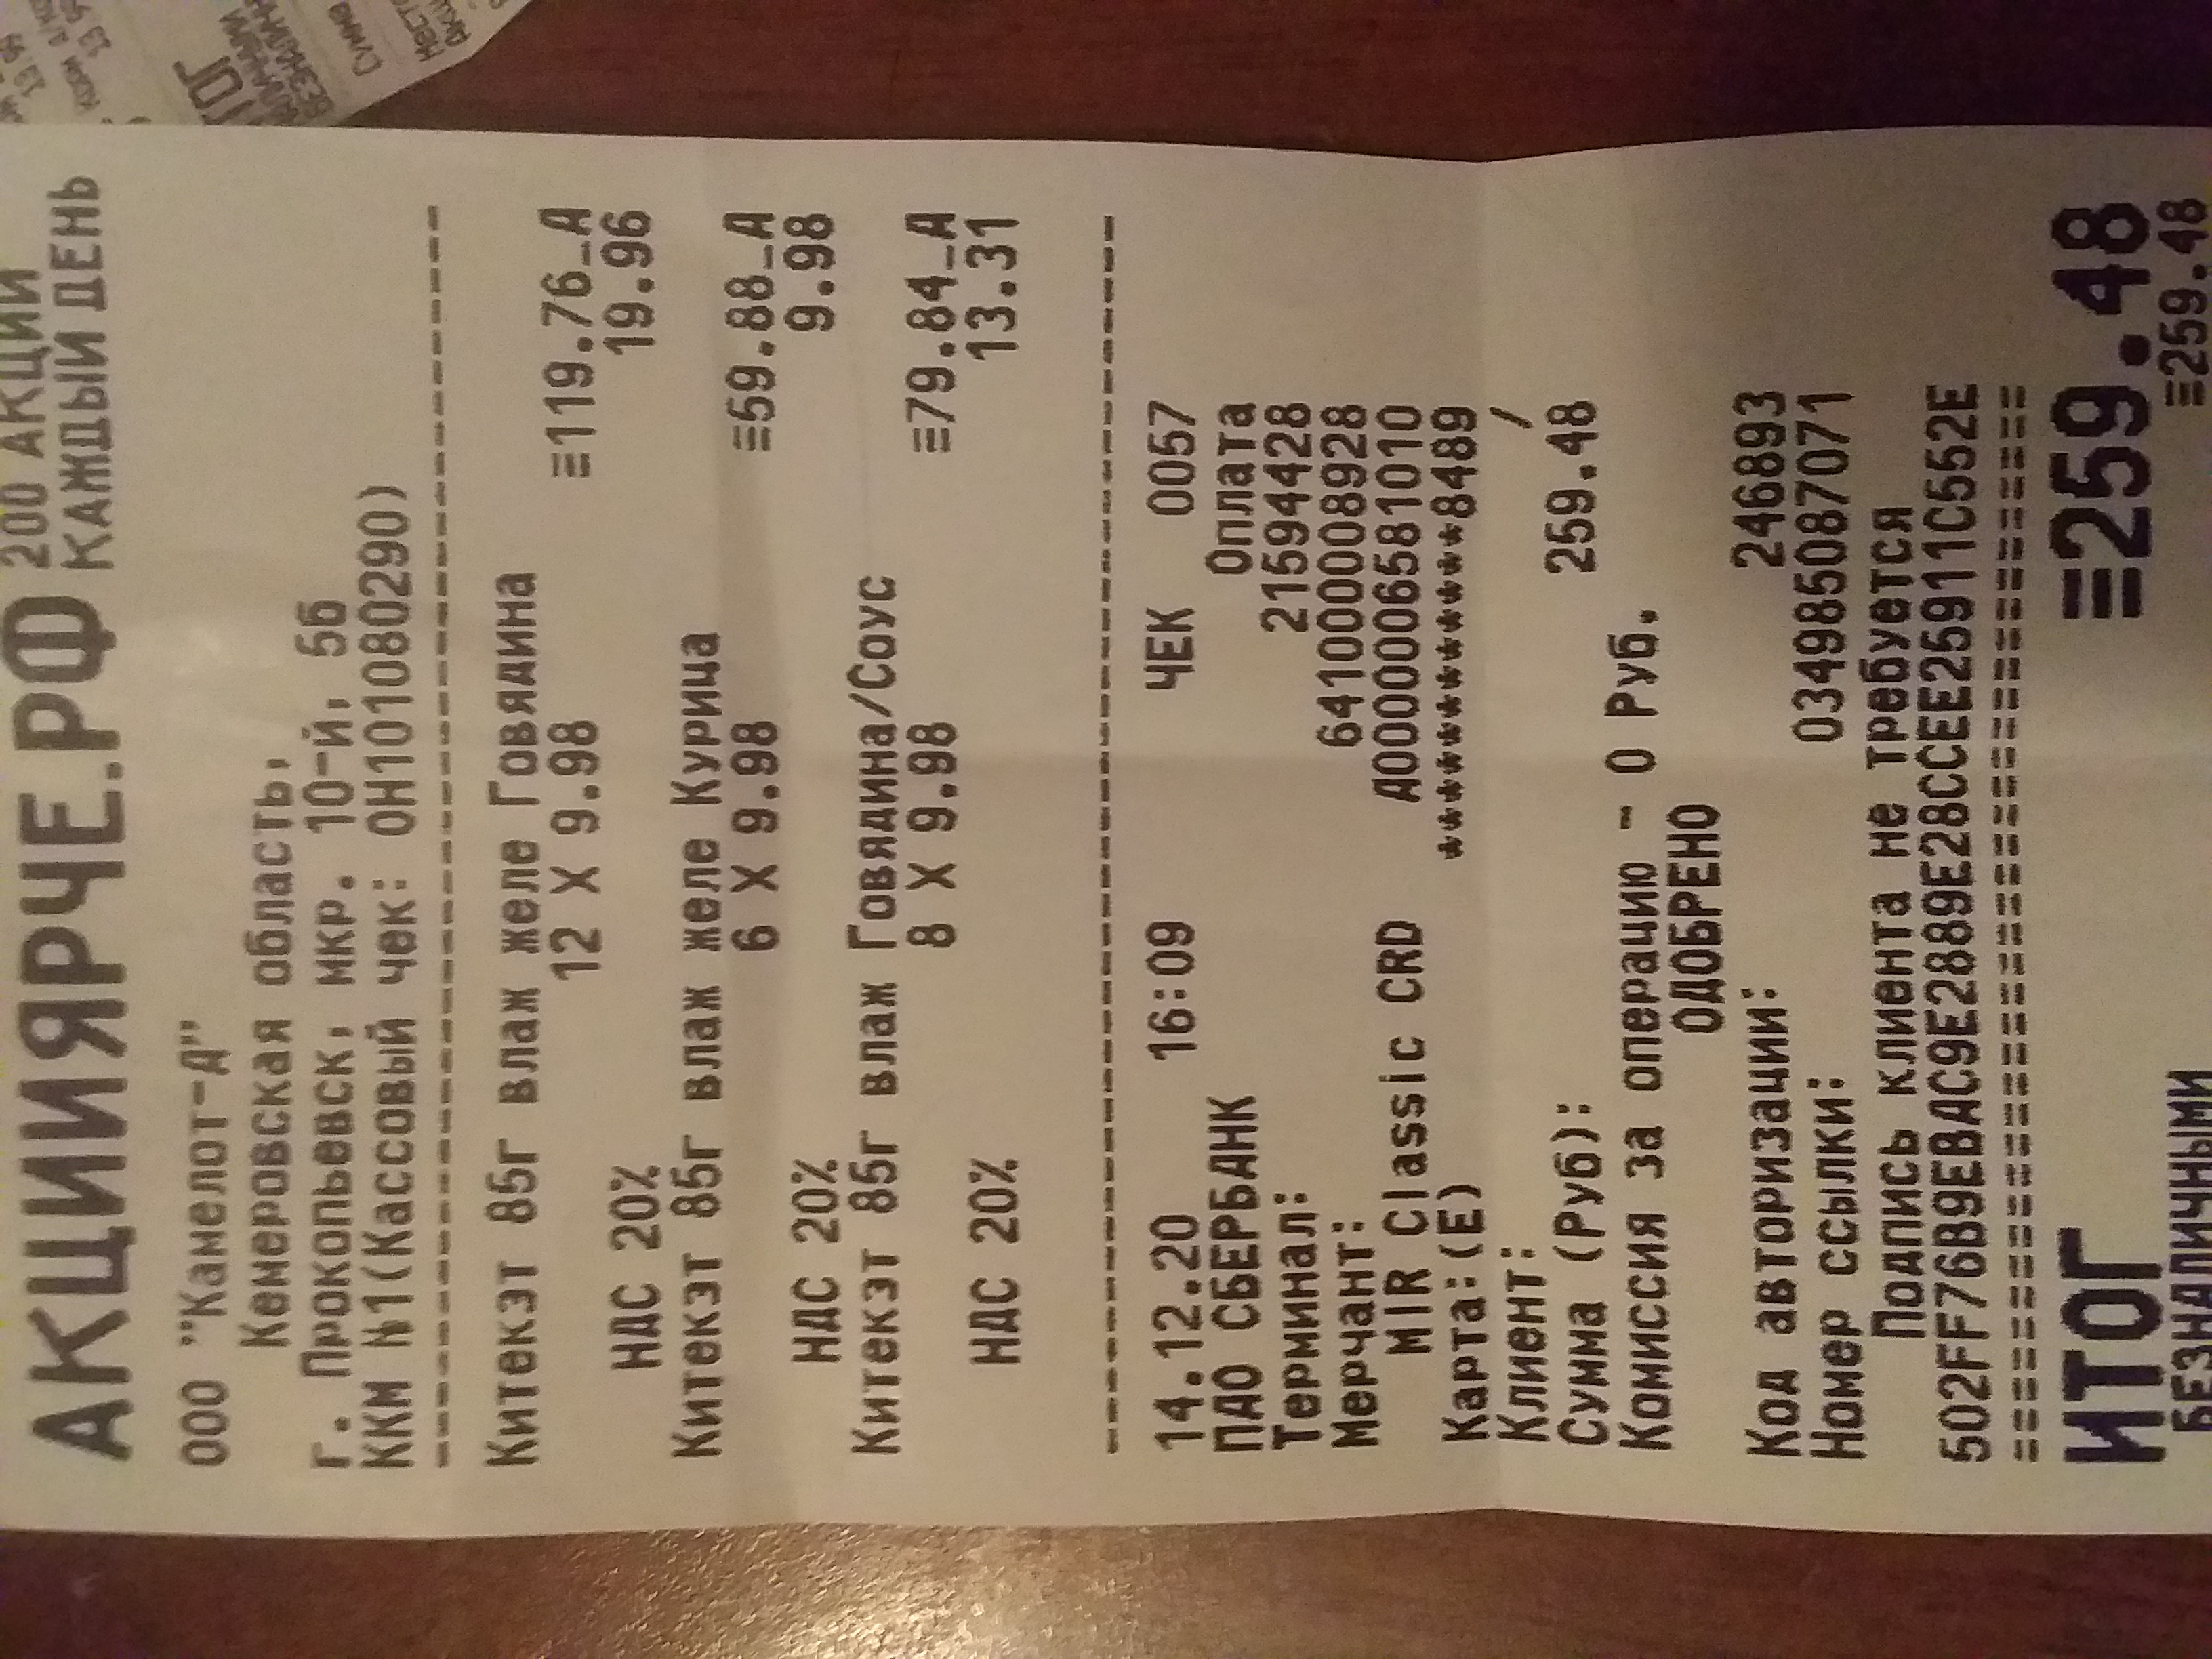 АКЦИИЯРЧЕ.РФ 200 АКЦИЙ
КАЖДЫЙ ДЕНЬ
ООО "Камелот-А"
Кемеровская область,
г. Прокопьевск, мкр. 10-й, 5б
ККМ №1(Кассовый чек: 0Н1010802290)
------------------------------
Китекэт 85г влаж желе Говядина
12 X 9.98 ≡119.76_А
НДС 20% 19.96
Китекэт 85г влаж желе Курица
6 X 9.98 ≡59.88_А
НДС 20% 9.98
Китекэт 85г влаж Говядина/Соус
8 X 9.98 ≡79.84_А
НДС 20% 13.31
------------------------------
14.12.20 16:09 ЧЕК 0057
ПАО СБЕРБАНК Оплата
Терминал: 21594428
Мерчант: 641000008928
MIR Classic CRD A0000006581010
Карта:(E) ************8489
Клиент: /
Сумма (Руб): 259.48
Комиссия за операцию - 0 Руб.
ОДОБРЕНО
Код авторизации: 246893
Номер ссылки: 034985087071
Подпись клиента не требуется
502FF76B9EBAC9E2889E28CCEE25911C552E
==============================
ИТОГ ≡259.48
БЕЗНАЛИЧНЫМИ ≡259.48